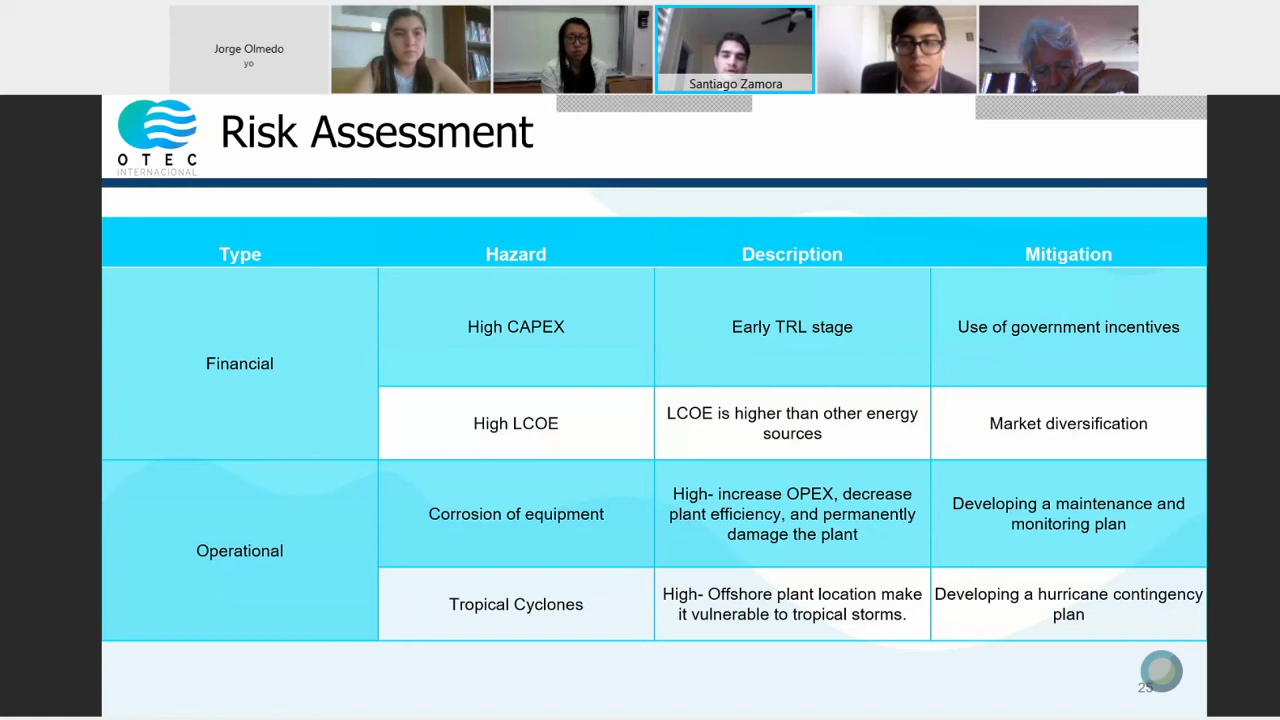 Jorge Olmedo
yo
Santiago Zamora
OTEC
INTERNACIONAL
Risk Assessment
Type
Hazard
Description
Mitigation
Financial
High CAPEX
Early TRL stage
Use of government incentives
High LCOE
LCOE is higher than other energy
sources
Market diversification
Operational
Corrosion of equipment
High- increase OPEX, decrease
plant efficiency, and permanently
damage the plant
Developing a maintenance and
monitoring plan
Tropical Cyclones
High- Offshore plant location make
it vulnerable to tropical storms.
Developing a hurricane contingency
plan
25